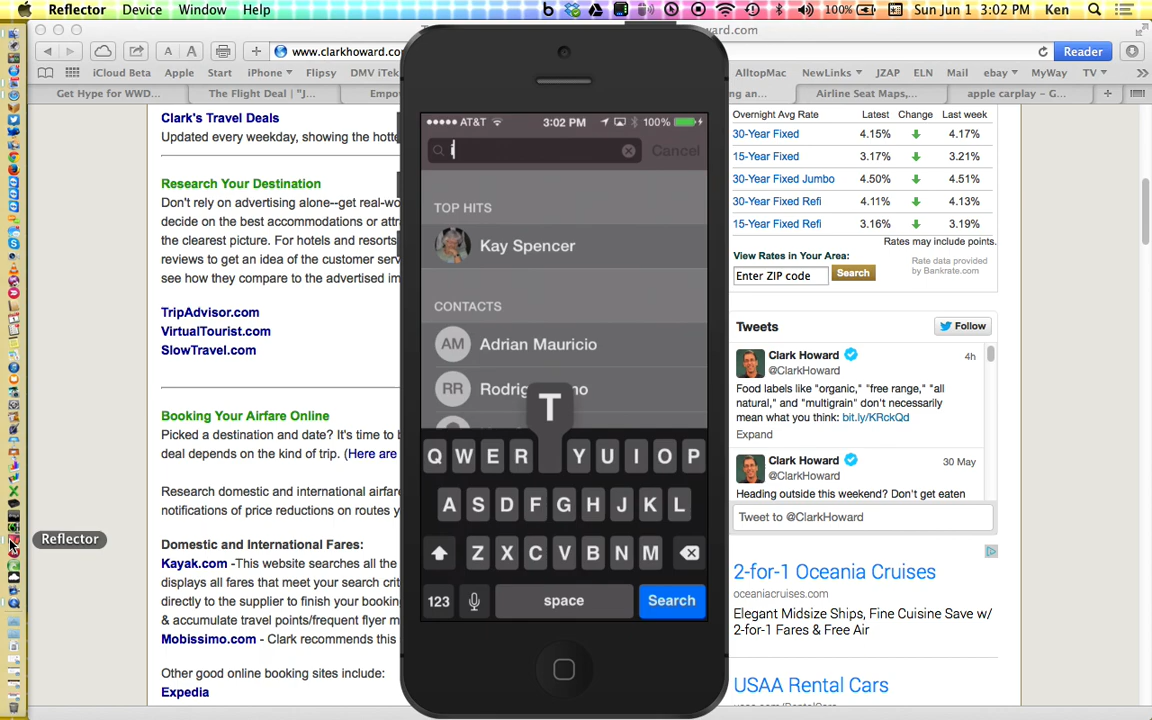 Reflector Device Window Help 100% Sun Jun 1 3:02 PM Ken
www.clarkhoward.co
ward.com
A A Reader
iCloud Beta Apple Start iPhone Flipsy DMV iTek
AlltopMac NewLinks JZAP ELN Mail ebay MyWay TV
Get Hype for WWD... The Flight Deal | "J... Empo
ng an... Airline Seat Maps,... apple carplay – G...
Clark's Travel Deals
Updated every weekday, showing the hotte
Research Your Destination
Don't rely on advertising alone--get real-wo
decide on the best accommodations or attra
the clearest picture. For hotels and resorts
reviews to get an idea of the customer serv
see how they compare to the advertised im
TripAdvisor.com
VirtualTourist.com
SlowTravel.com
Booking Your Airfare Online
Picked a destination and date? It's time to b
deal depends on the kind of trip. (Here are
Research domestic and international airfare
notifications of price reductions on routes y
Domestic and International Fares:
Kayak.com -This website searches all the
displays all fares that meet your search crit
directly to the supplier to finish your booking
& accumulate travel points/frequent flyer m
Mobissimo.com - Clark recommends this
Other good online booking sites include:
Expedia
Reflector
AT&T 3:02 PM 100%
i Cancel
TOP HITS
Kay Spencer
CONTACTS
AM Adrian Mauricio
RR Rodrig no
T
Q W E R Y U I O P
A S D F G H J K L
Z X C V B N M
123 space Search
Overnight Avg Rate Latest Change Last week
30-Year Fixed 4.15% 4.17%
15-Year Fixed 3.17% 3.21%
30-Year Fixed Jumbo 4.50% 4.51%
30-Year Fixed Refi 4.11% 4.13%
15-Year Fixed Refi 3.16% 3.19%
Rates may include points.
View Rates in Your Area:
Enter ZIP code Search
Rate data provided
by Bankrate.com
Tweets Follow
Clark Howard 4h
@ClarkHoward
Food labels like "organic," "free range," "all
natural," and "multigrain" don't necessarily
mean what you think: bit.ly/KRckQd
Expand
Clark Howard 30 May
@ClarkHoward
Heading outside this weekend? Don't get eaten
Tweet to @ClarkHoward
2-for-1 Oceania Cruises
oceaniacruises.com
Elegant Midsize Ships, Fine Cuisine Save w/
2-for-1 Fares & Free Air
USAA Rental Cars